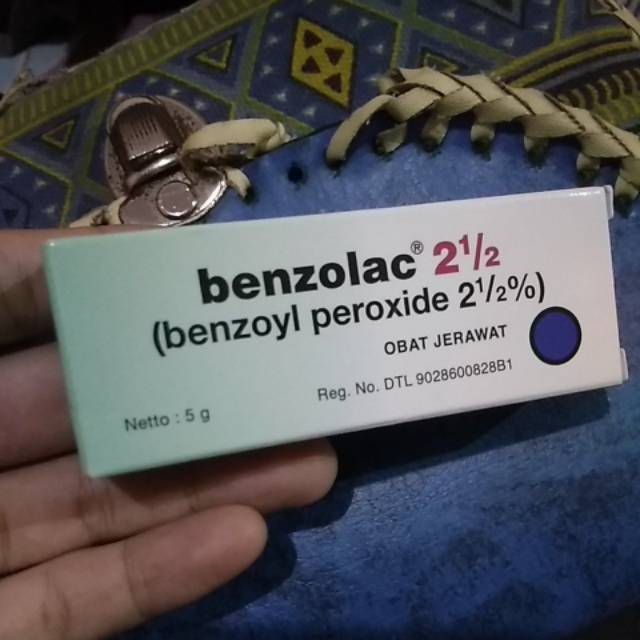 benzolac® 2½
(benzoyl peroxide 2½%)
OBAT JERAWAT
Reg. No. DTL 9028600828B1
Netto : 5 g